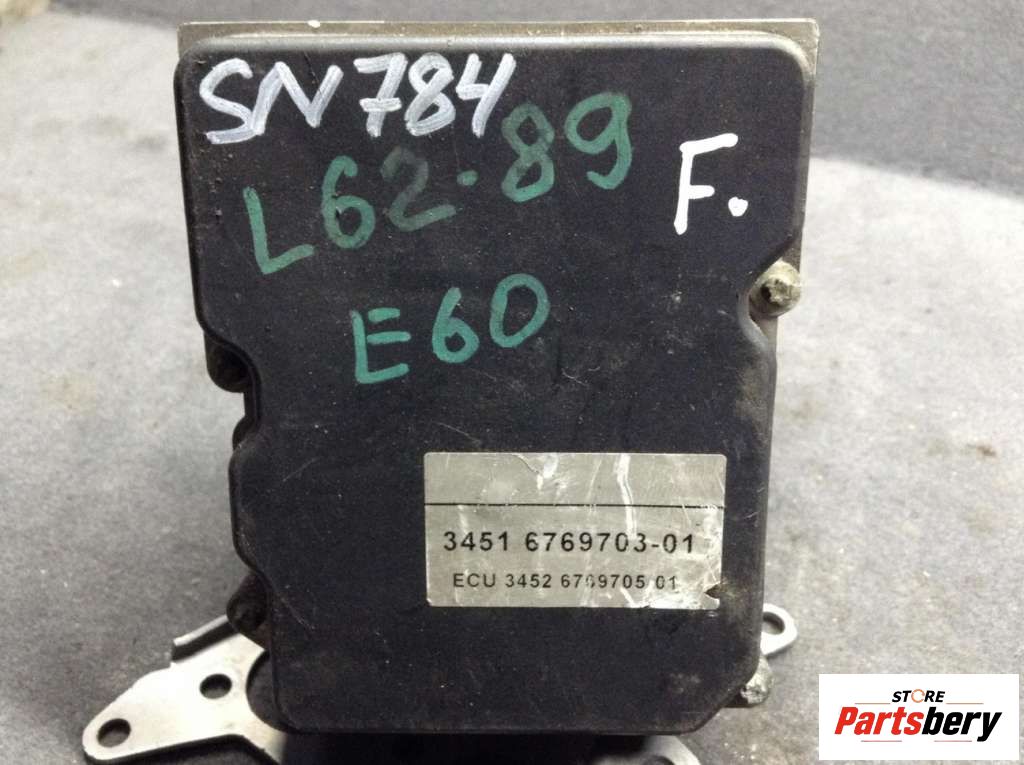 SN784
L62.89
F.
E60
3451 6769703-01
ECU 3452 6769705 01
STORE
Partsbery